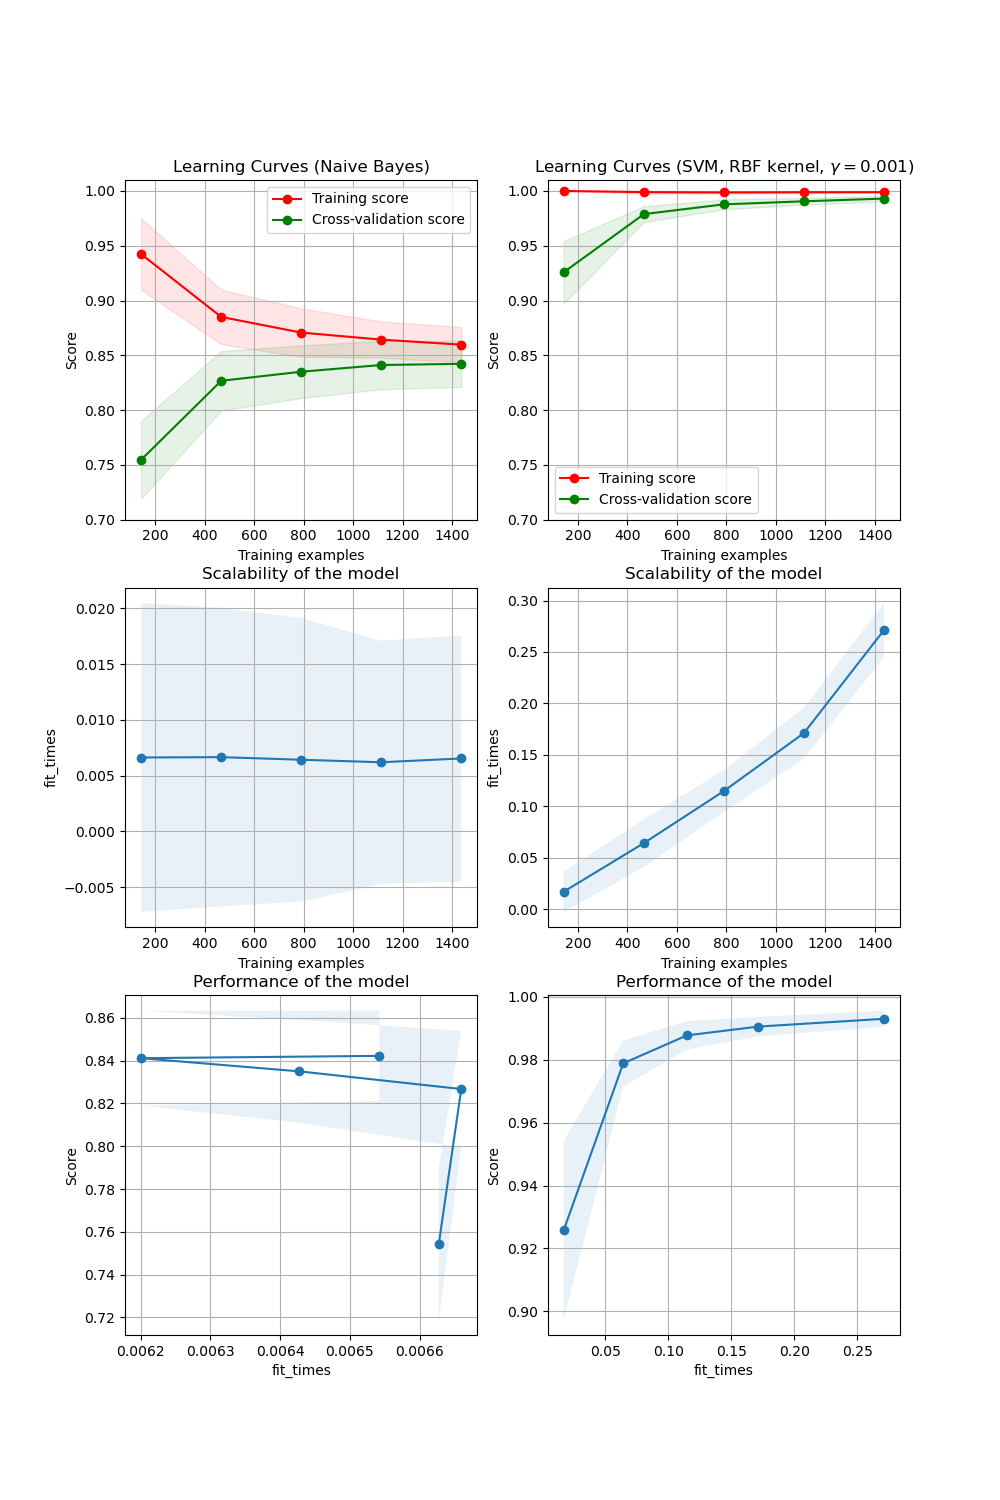 Learning Curves (Naive Bayes)
1.00
0.95
0.90
0.85
0.80
0.75
0.70
Score
Training score
Cross-validation score
200 400 600 800 1000 1200 1400
Training examples
Learning Curves (SVM, RBF kernel, γ = 0.001)
1.00
0.95
0.90
0.85
0.80
0.75
0.70
Score
Training score
Cross-validation score
200 400 600 800 1000 1200 1400
Training examples
Scalability of the model
0.020
0.015
0.010
0.005
0.000
−0.005
fit_times
200 400 600 800 1000 1200 1400
Training examples
Scalability of the model
0.30
0.25
0.20
0.15
0.10
0.05
0.00
fit_times
200 400 600 800 1000 1200 1400
Training examples
Performance of the model
0.86
0.84
0.82
0.80
0.78
0.76
0.74
0.72
Score
0.0062 0.0063 0.0064 0.0065 0.0066
fit_times
Performance of the model
1.00
0.98
0.96
0.94
0.92
0.90
Score
0.05 0.10 0.15 0.20 0.25
fit_times